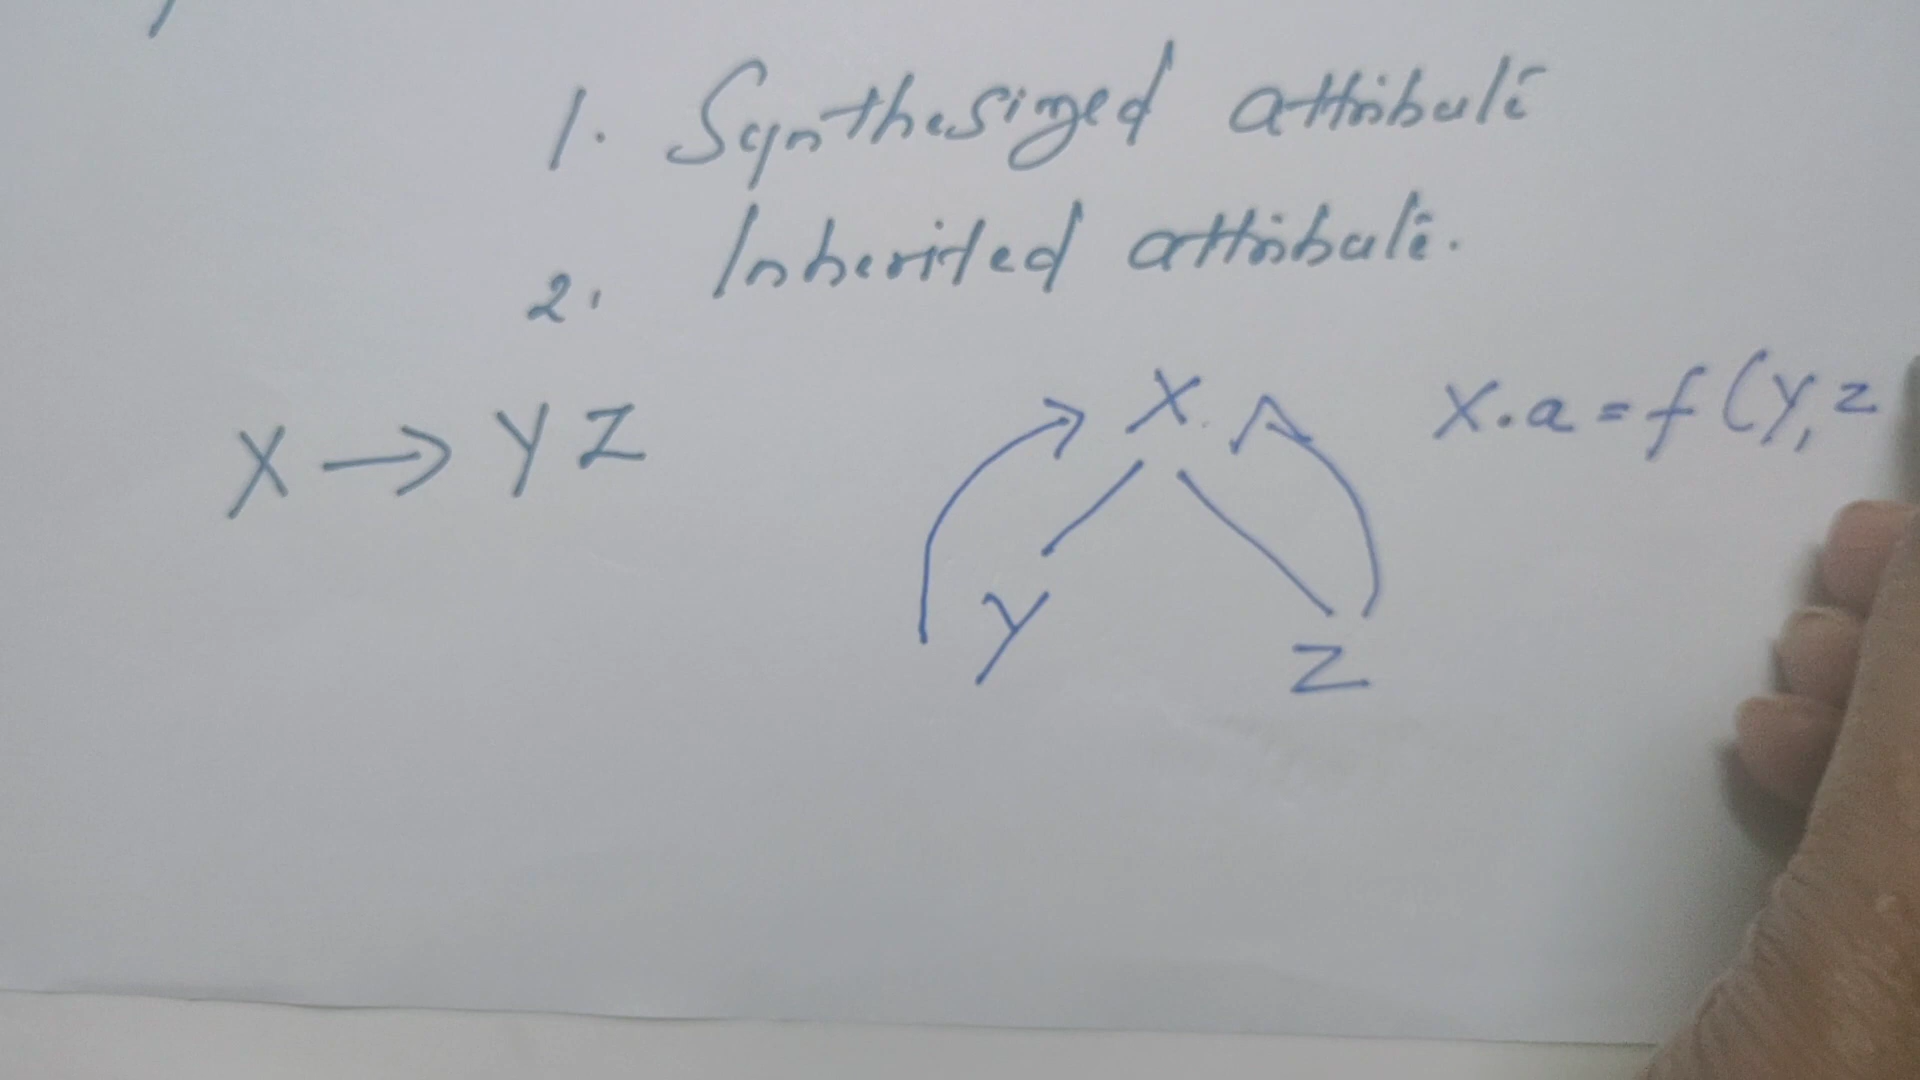 1. Synthesized attribute
2. Inherited attribute.
X → Y Z
X X.a = f(Y, Z
Y
Z